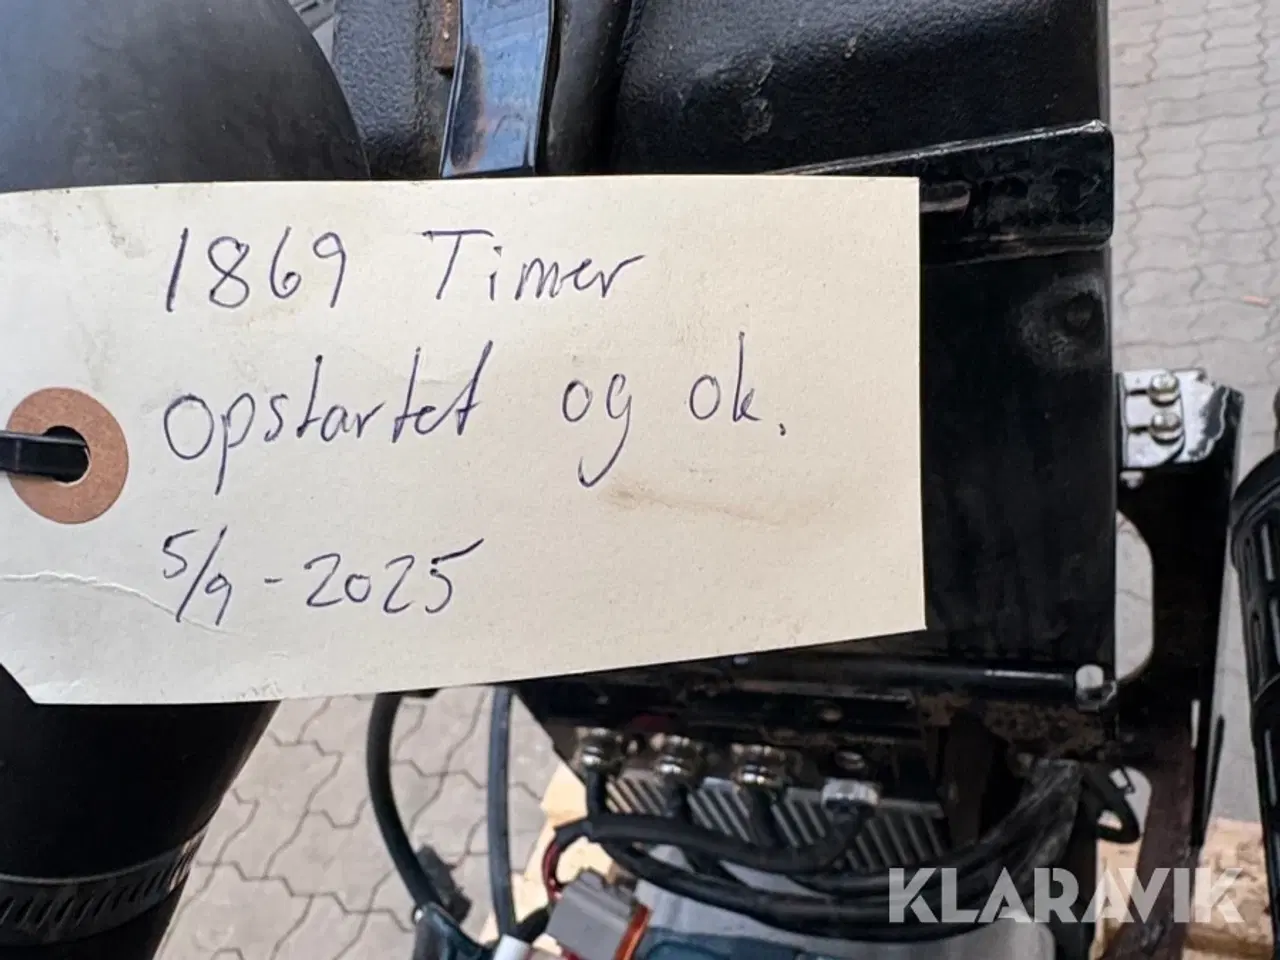 1869 Timer
Opstartet og ok.
5/9-2025
KLARAVIK